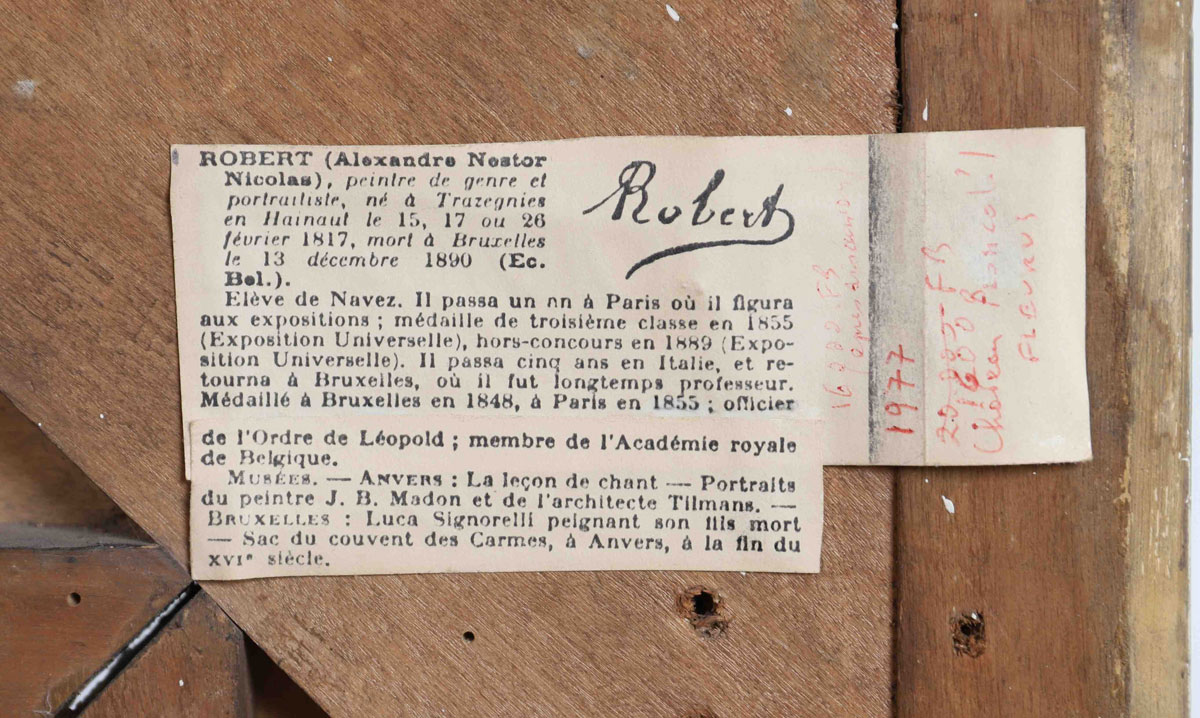 ROBERT (Alexandre Nestor
Nicolas), peintre de genre et
portraitiste, né à Trazegnies
en Hainaut le 15, 17 ou 26
février 1817, mort à Bruxelles
le 13 décembre 1890 (Ec.
Bel.).
Robert
Elève de Navez. Il passa un an à Paris où il figura
aux expositions ; médaille de troisième classe en 1855
(Exposition Universelle), hors-concours en 1889 (Expo-
sition Universelle). Il passa cinq ans en Italie, et re-
tourna à Bruxelles, où il fut longtemps professeur.
Médaillé à Bruxelles en 1848, à Paris en 1855 ; officier
de l'Ordre de Léopold ; membre de l'Académie royale
de Belgique.
MUSÉES. — ANVERS : La leçon de chant — Portraits
du peintre J. B. Madon et de l'architecte Tilmans. —
BRUXELLES : Luca Signorelli peignant son fils mort
— Sac du couvent des Carmes, à Anvers, à la fin du
XVIe siècle.
1977
FB
FLEURUS